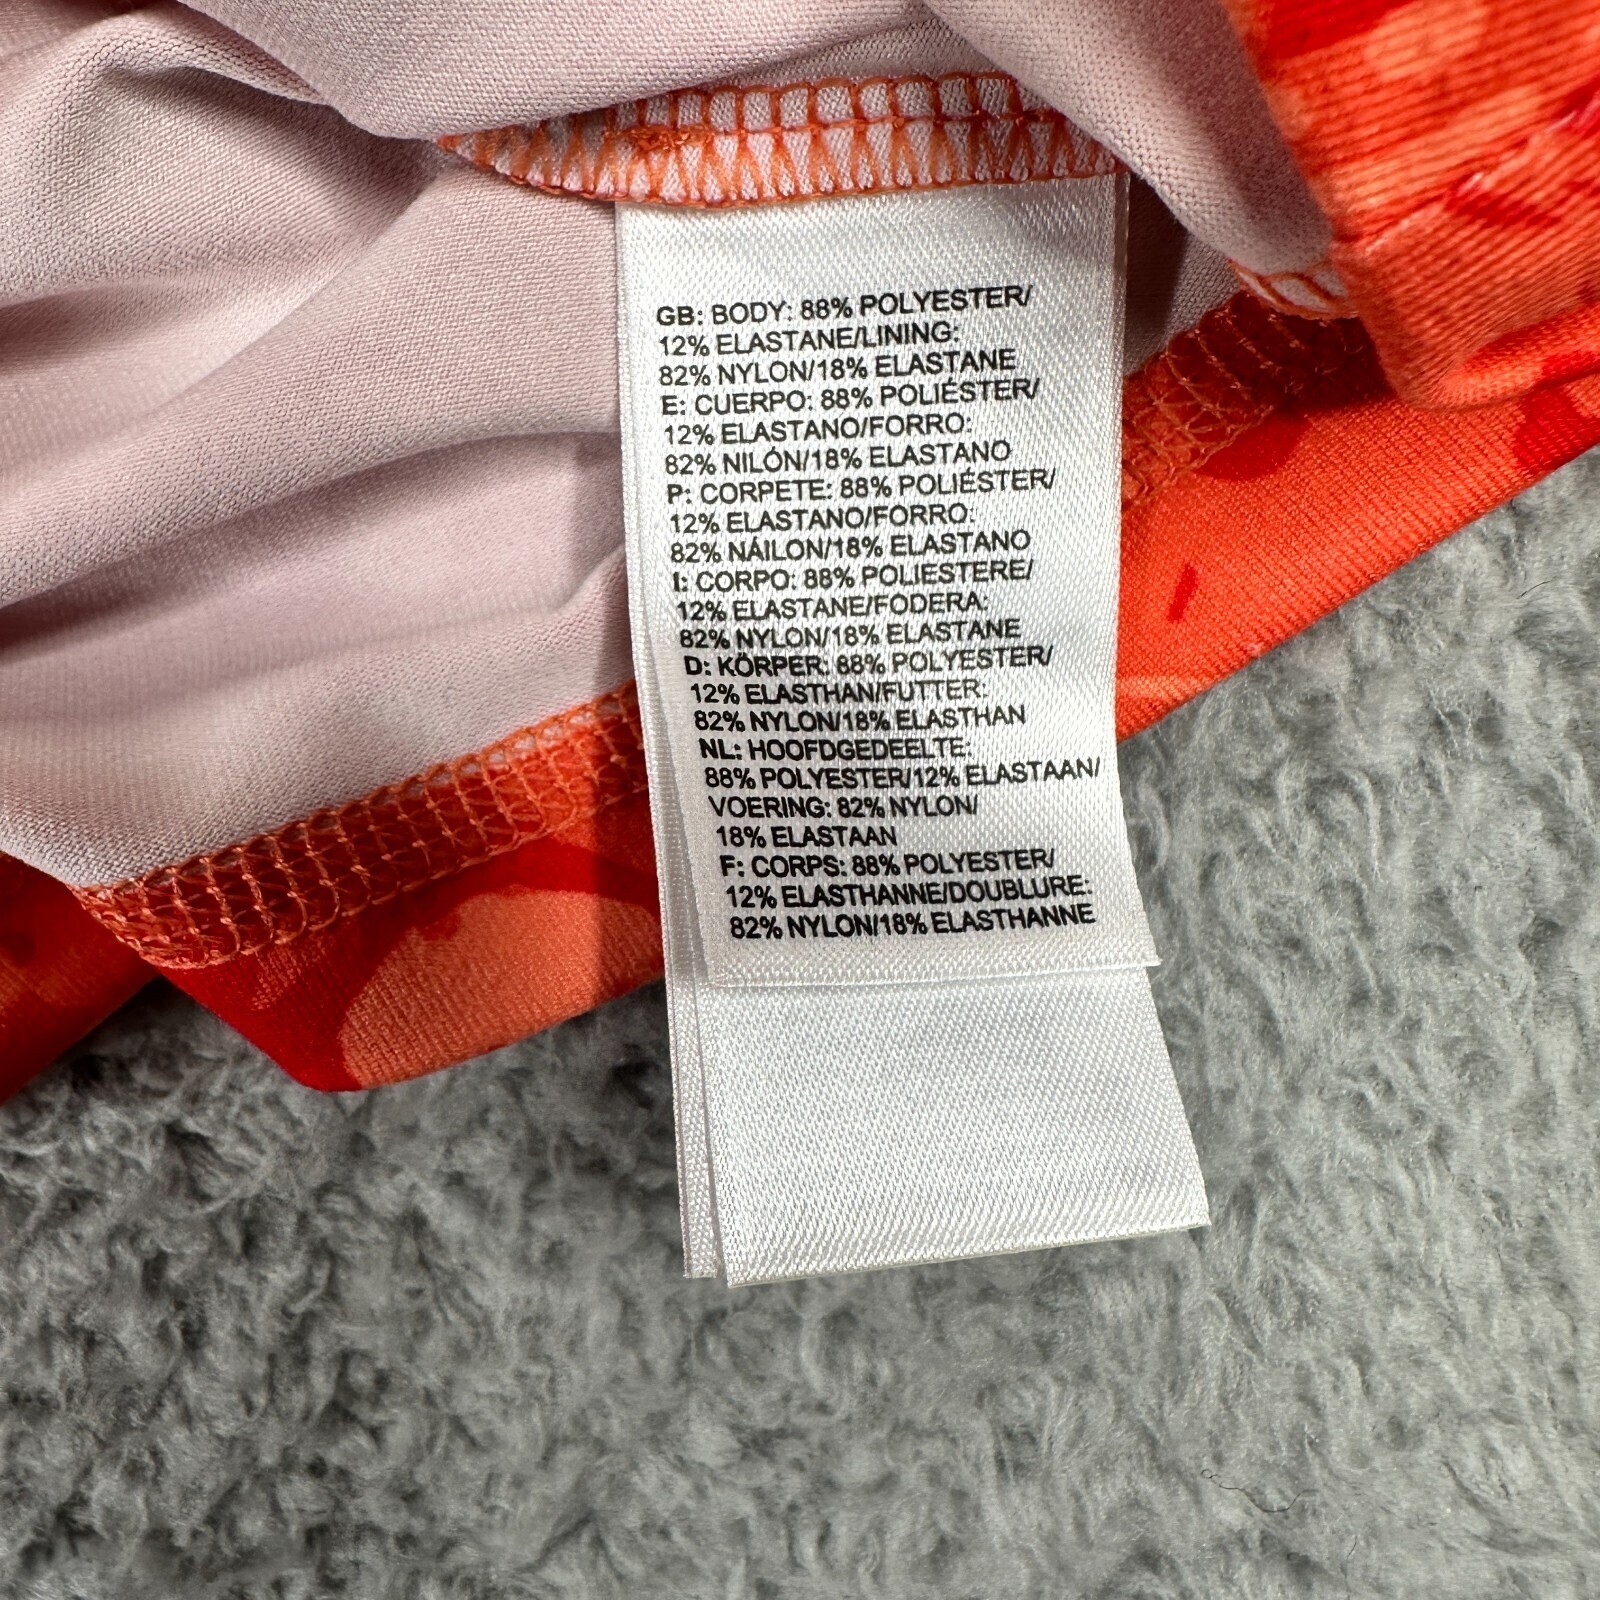 GB: BODY: 88% POLYESTER/
12% ELASTANE/LINING:
82% NYLON/18% ELASTANE
E: CUERPO: 88% POLIÉSTER/
12% ELASTANO/FORRO:
82% NILÓN/18% ELASTANO
P: CORPETE: 88% POLIÉSTER/
12% ELASTANO/FORRO:
82% NÁILON/18% ELASTANO
I: CORPO: 88% POLIESTERE/
12% ELASTANE/FODERA:
82% NYLON/18% ELASTANE
D: KÖRPER: 88% POLYESTER/
12% ELASTHAN/FUTTER:
82% NYLON/18% ELASTHAN
NL: HOOFDGEDEELTE:
88% POLYESTER/12% ELASTAAN/
VOERING: 82% NYLON/
18% ELASTAAN
F: CORPS: 88% POLYESTER/
12% ELASTHANNE/DOUBLURE:
82% NYLON/18% ELASTHANNE